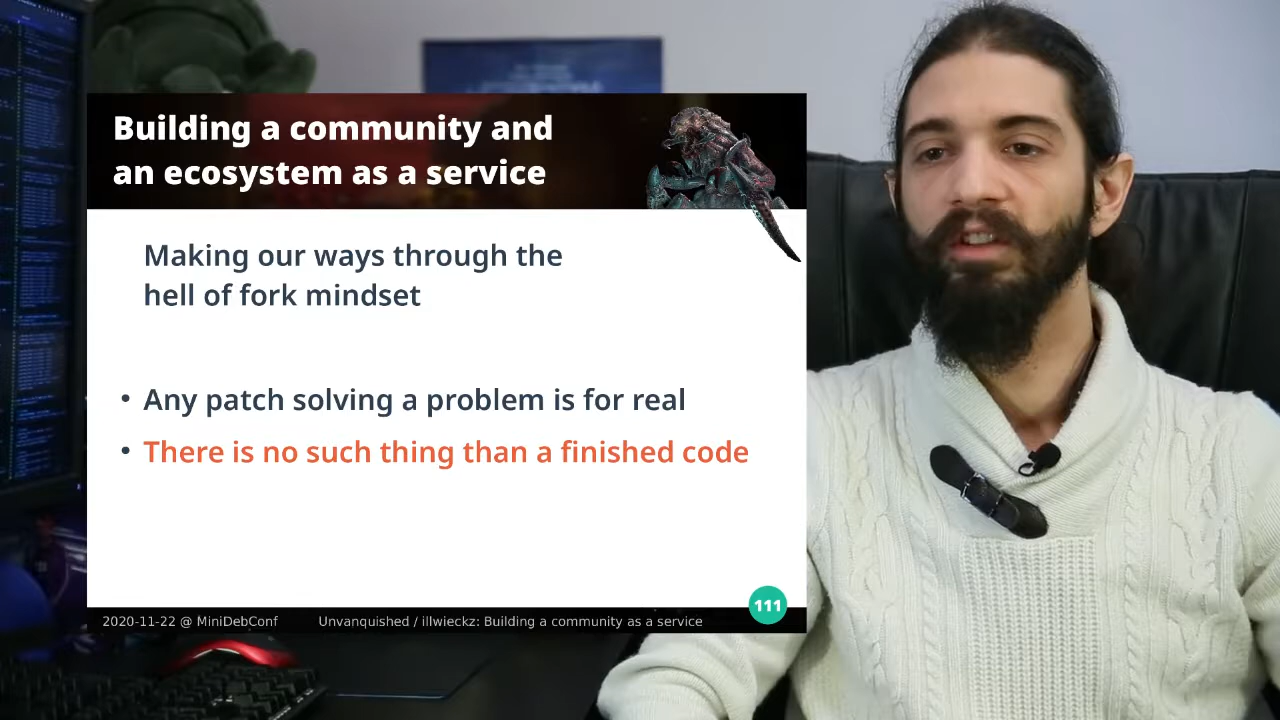 Building a community and
an ecosystem as a service
Making our ways through the
hell of fork mindset
• Any patch solving a problem is for real
• There is no such thing than a finished code
111
2020-11-22 @ MiniDebConf Unvanquished / illwieckz: Building a community as a service